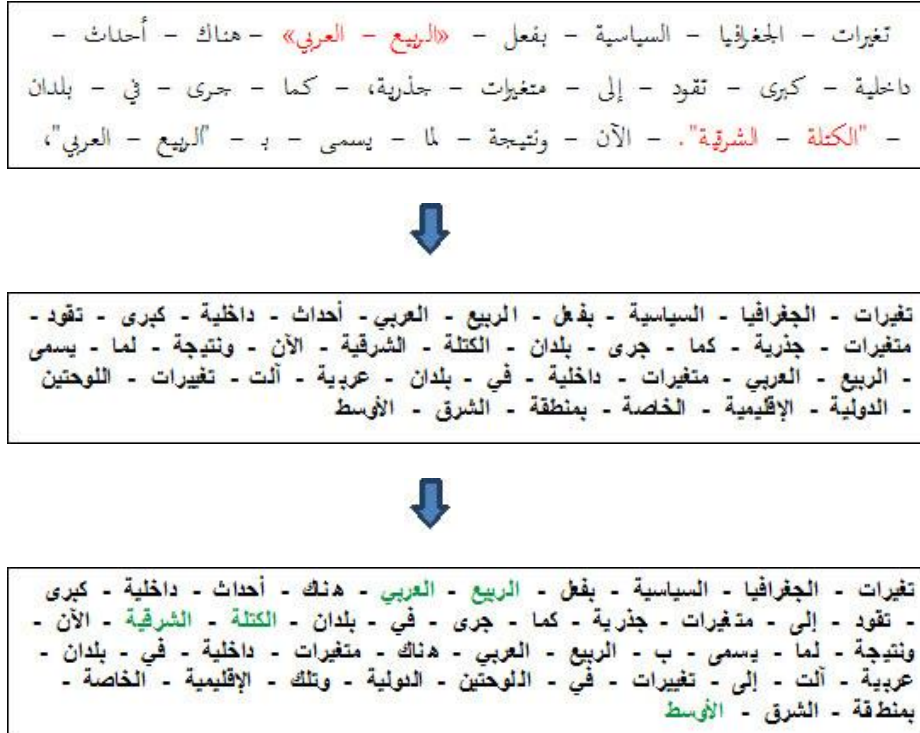 تغيرات – الجغرافيا – السياسية – بفعل – «الربيع – العربي» – هناك – أحداث –
داخلية – كبرى – تقود – إلى – متغيرات – جذرية، – كما – جرى – في – بلدان
– "الكتلة – الشرقية". – الآن – ونتيجة – لما – يسمى – بـ – "الربيع – العربي"،
تغيرات - الجغرافيا - السياسية - بفعل - الربيع - العربي - أحداث - داخلية - كبرى - تقود -
متغيرات - جذرية - كما - جرى - بلدان - الكتلة - الشرقية - الآن - ونتيجة - لما - يسمى
- الربيع - العربي - متغيرات - داخلية - في - بلدان - عربية - آلت - تغييرات - اللوحتين
- الدولية - الإقليمية - الخاصة - بمنطقة - الشرق - الأوسط
تغيرات - الجغرافيا - السياسية - بفعل - الربيع - العربي - هناك - أحداث - داخلية - كبرى
- تقود - إلى - متغيرات - جذرية - كما - جرى - في - بلدان - الكتلة - الشرقية - الآن -
ونتيجة - لما - يسمى - ب - الربيع - العربي - هناك - متغيرات - داخلية - في - بلدان -
عربية - آلت - إلى - تغييرات - في - اللوحتين - الدولية - وتلك - الإقليمية - الخاصة -
بمنطقة - الشرق - الأوسط